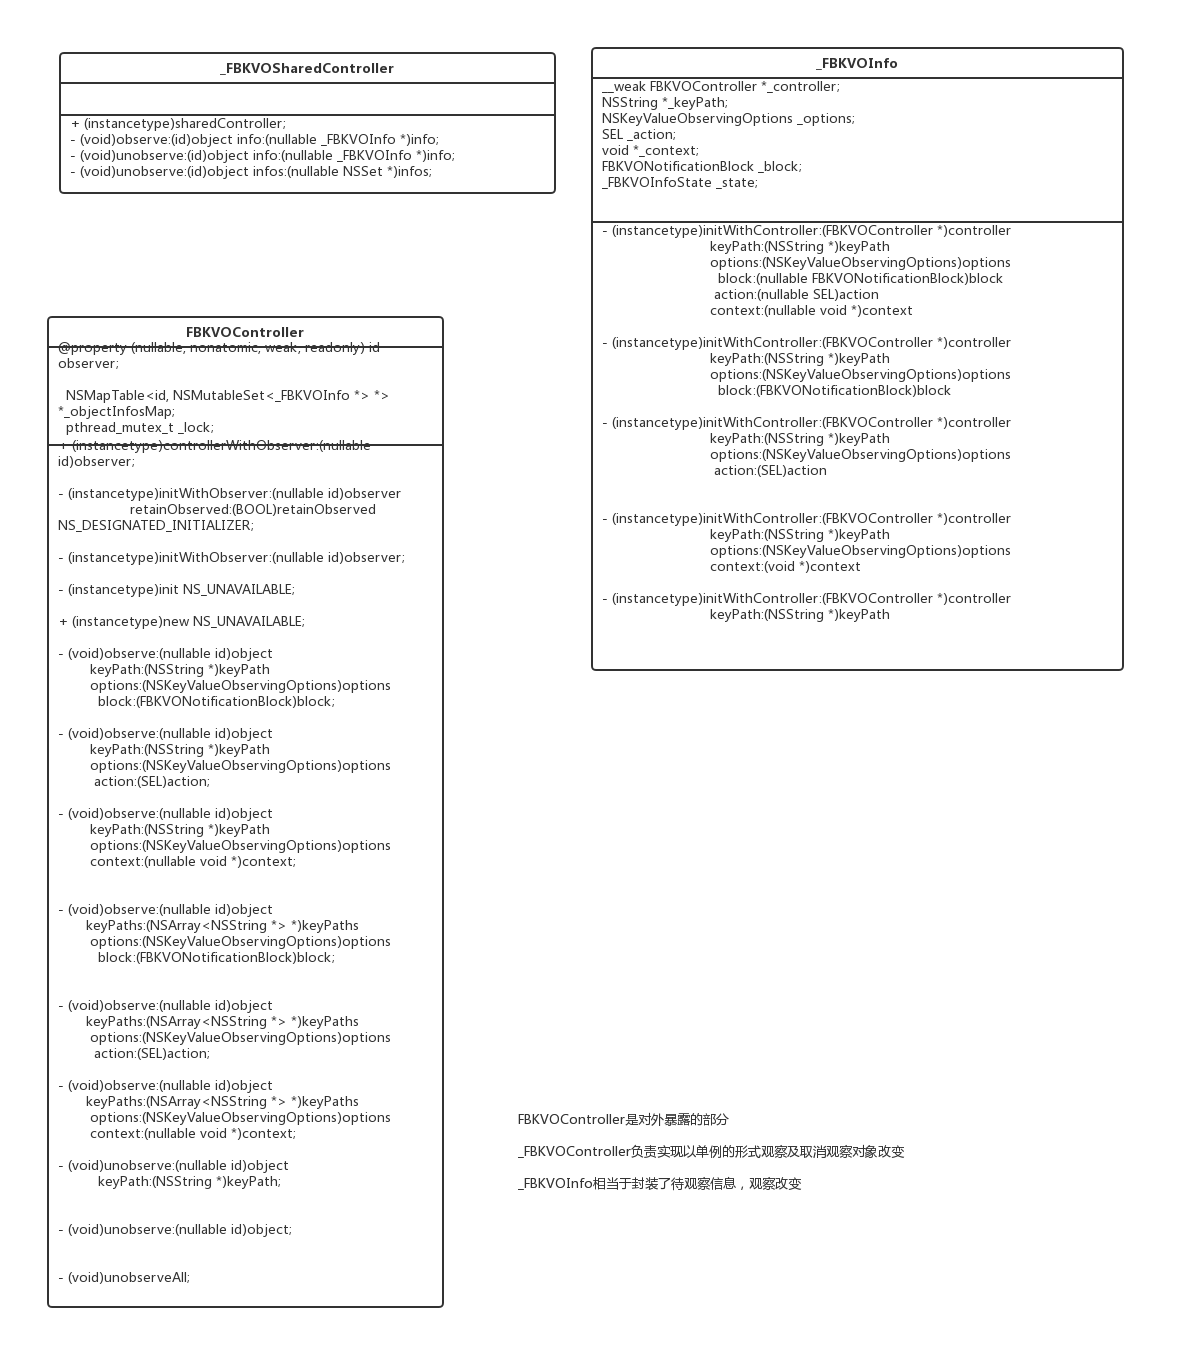 _FBKVOSharedController
+ (instancetype)sharedController;
- (void)observe:(id)object info:(nullable _FBKVOInfo *)info;
- (void)unobserve:(id)object info:(nullable _FBKVOInfo *)info;
- (void)unobserve:(id)object infos:(nullable NSSet *)infos;
_FBKVOInfo
__weak FBKVOController *_controller;
NSString *_keyPath;
NSKeyValueObservingOptions _options;
SEL _action;
void *_context;
FBKVONotificationBlock _block;
_FBKVOInfoState _state;
- (instancetype)initWithController:(FBKVOController *)controller
keyPath:(NSString *)keyPath
options:(NSKeyValueObservingOptions)options
block:(nullable FBKVONotificationBlock)block
action:(nullable SEL)action
context:(nullable void *)context
- (instancetype)initWithController:(FBKVOController *)controller
keyPath:(NSString *)keyPath
options:(NSKeyValueObservingOptions)options
block:(FBKVONotificationBlock)block
- (instancetype)initWithController:(FBKVOController *)controller
keyPath:(NSString *)keyPath
options:(NSKeyValueObservingOptions)options
action:(SEL)action
- (instancetype)initWithController:(FBKVOController *)controller
keyPath:(NSString *)keyPath
options:(NSKeyValueObservingOptions)options
context:(void *)context
- (instancetype)initWithController:(FBKVOController *)controller
keyPath:(NSString *)keyPath
FBKVOController
@property (nullable, nonatomic, weak, readonly) id
observer;
NSMapTable<id, NSMutableSet<_FBKVOInfo *> *>
*_objectInfosMap;
pthread_mutex_t _lock;
+ (instancetype)controllerWithObserver:(nullable
id)observer;
- (instancetype)initWithObserver:(nullable id)observer
retainObserved:(BOOL)retainObserved
NS_DESIGNATED_INITIALIZER;
- (instancetype)initWithObserver:(nullable id)observer;
- (instancetype)init NS_UNAVAILABLE;
+ (instancetype)new NS_UNAVAILABLE;
- (void)observe:(nullable id)object
keyPath:(NSString *)keyPath
options:(NSKeyValueObservingOptions)options
block:(FBKVONotificationBlock)block;
- (void)observe:(nullable id)object
keyPath:(NSString *)keyPath
options:(NSKeyValueObservingOptions)options
action:(SEL)action;
- (void)observe:(nullable id)object
keyPath:(NSString *)keyPath
options:(NSKeyValueObservingOptions)options
context:(nullable void *)context;
- (void)observe:(nullable id)object
keyPaths:(NSArray<NSString *> *)keyPaths
options:(NSKeyValueObservingOptions)options
block:(FBKVONotificationBlock)block;
- (void)observe:(nullable id)object
keyPaths:(NSArray<NSString *> *)keyPaths
options:(NSKeyValueObservingOptions)options
action:(SEL)action;
- (void)observe:(nullable id)object
keyPaths:(NSArray<NSString *> *)keyPaths
options:(NSKeyValueObservingOptions)options
context:(nullable void *)context;
- (void)unobserve:(nullable id)object
keyPath:(NSString *)keyPath;
- (void)unobserve:(nullable id)object;
- (void)unobserveAll;
FBKVOController是对外暴露的部分
_FBKVOController负责实现以单例的形式观察及取消观察对象改变
_FBKVOInfo相当于封装了待观察信息，观察改变